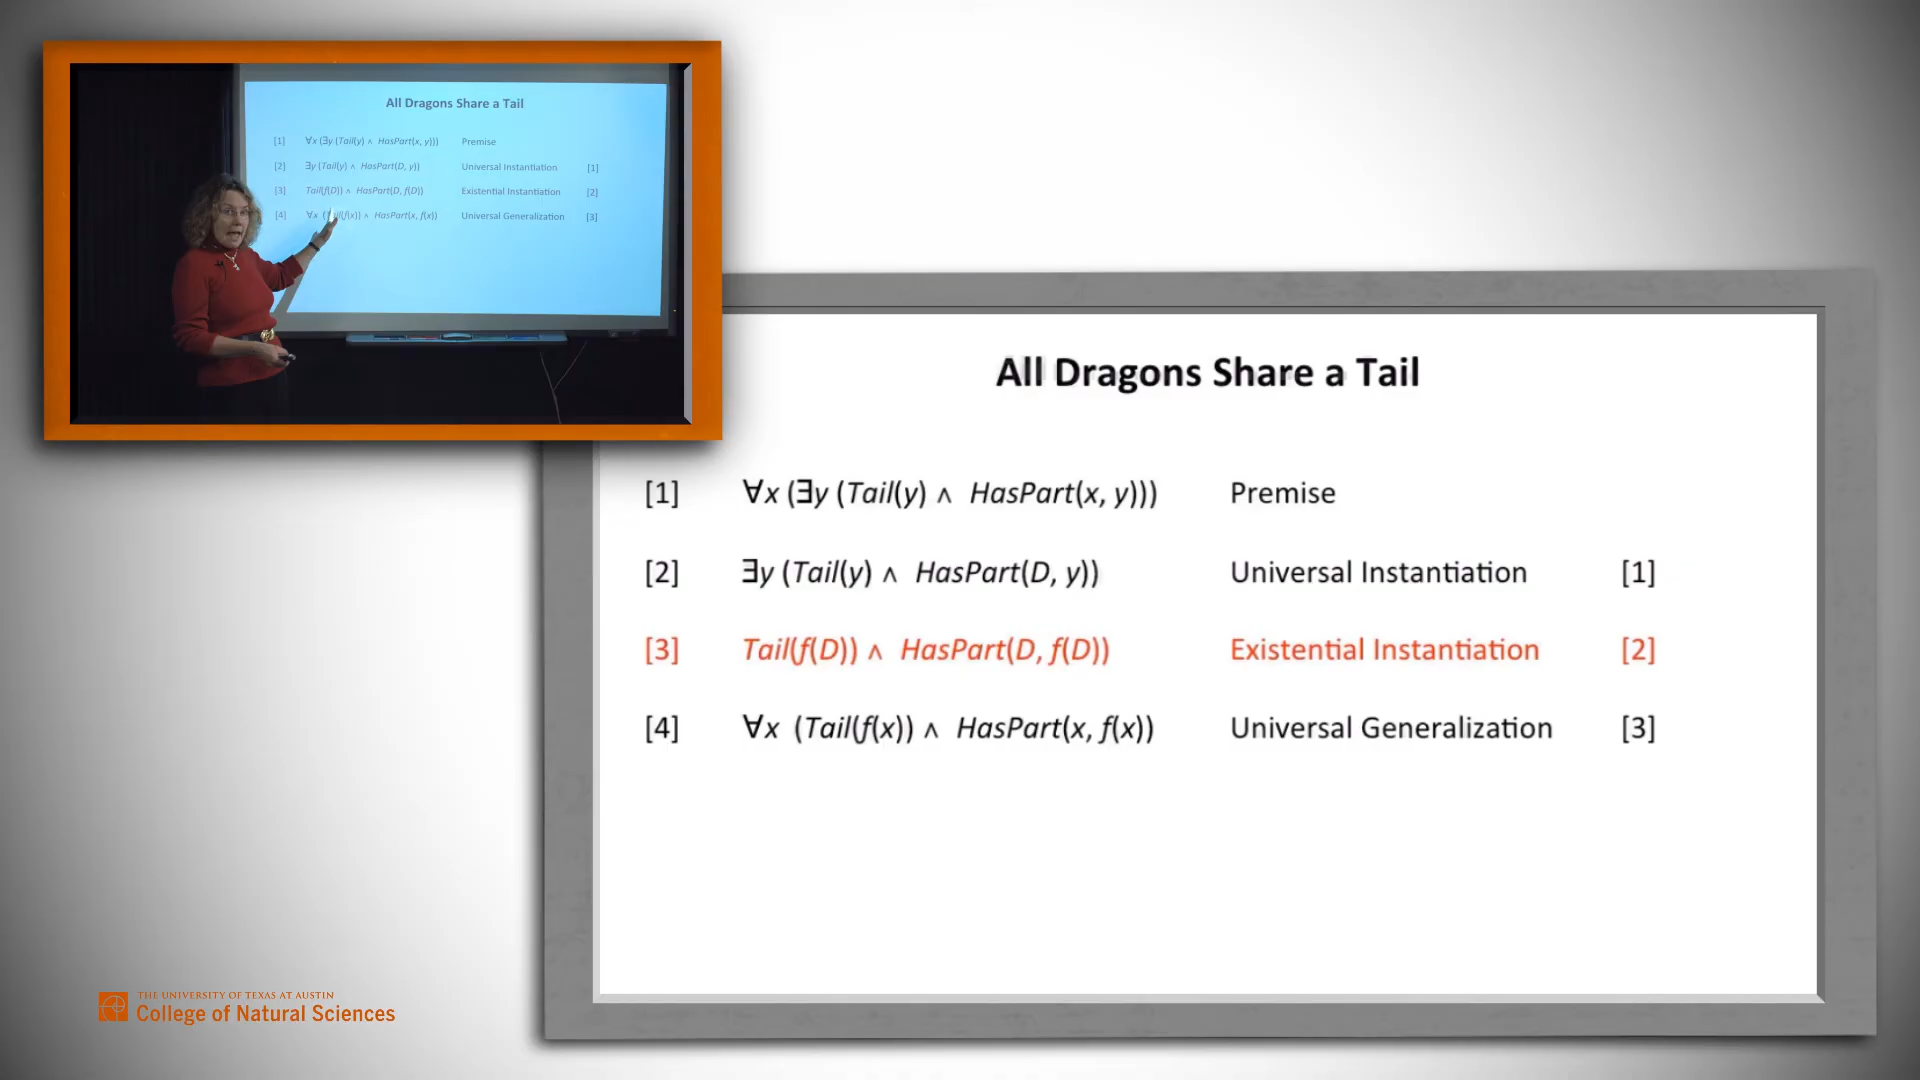 All Dragons Share a Tail
[1] ∀x (∃y (Tail(y) ∧ HasPart(x, y))) Premise
[2] ∃y (Tail(y) ∧ HasPart(D, y)) Universal Instantiation [1]
[3] Tail(f(D)) ∧ HasPart(D, f(D)) Existential Instantiation [2]
[4] ∀x (Tail(f(x)) ∧ HasPart(x, f(x)) Universal Generalization [3]
All Dragons Share a Tail
[1] ∀x (∃y (Tail(y) ∧ HasPart(x, y))) Premise
[2] ∃y (Tail(y) ∧ HasPart(D, y)) Universal Instantiation [1]
[3] Tail(f(D)) ∧ HasPart(D, f(D)) Existential Instantiation [2]
[4] ∀x (Tail(f(x)) ∧ HasPart(x, f(x)) Universal Generalization [3]
THE UNIVERSITY OF TEXAS AT AUSTIN
College of Natural Sciences